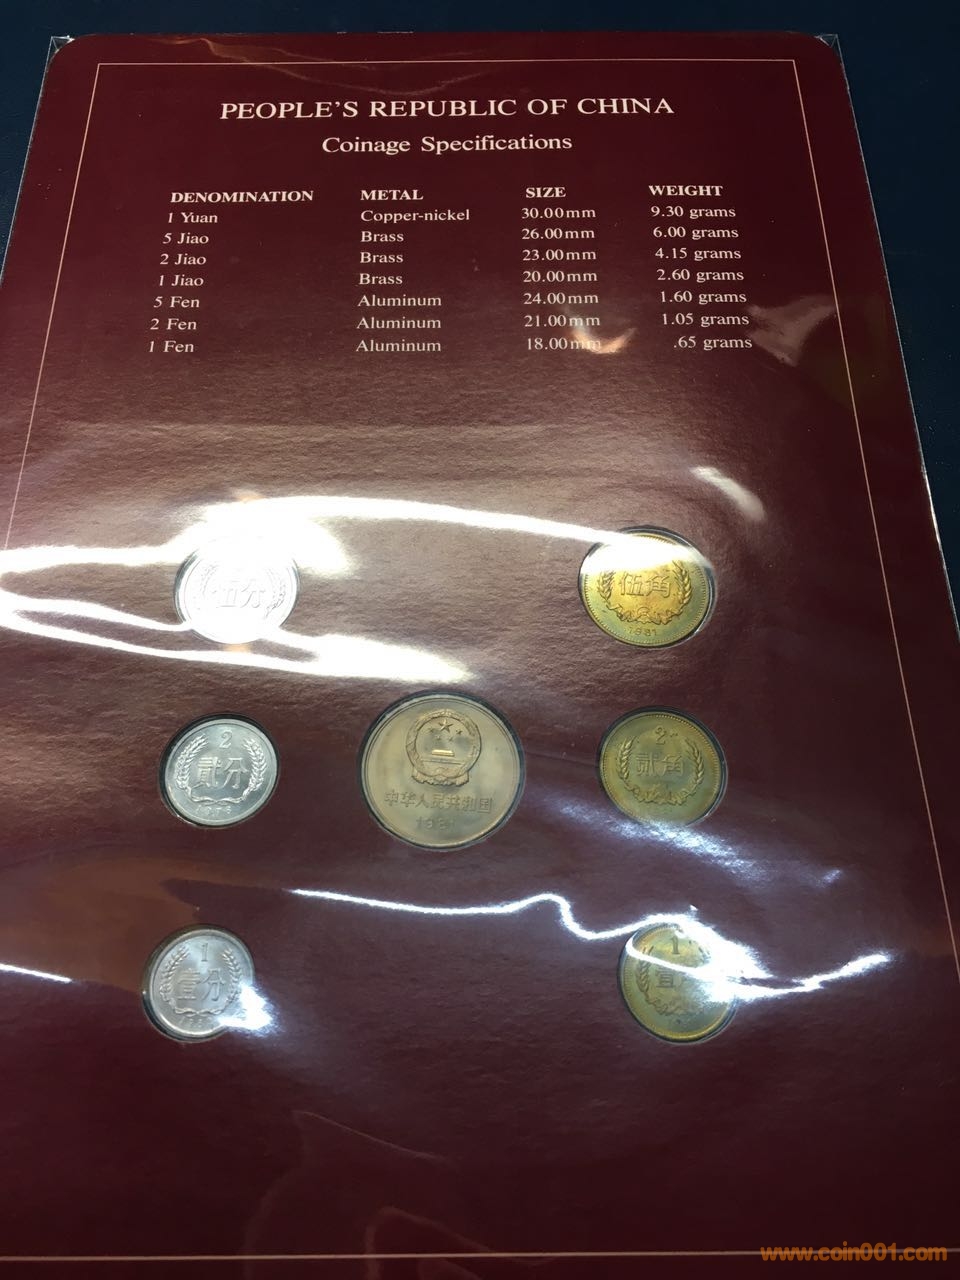 PEOPLE'S REPUBLIC OF CHINA
Coinage Specifications
DENOMINATION METAL SIZE WEIGHT
1 Yuan Copper-nickel 30.00mm 9.30 grams
5 Jiao Brass 26.00mm 6.00 grams
2 Jiao Brass 23.00mm 4.15 grams
1 Jiao Brass 20.00mm 2.60 grams
5 Fen Aluminum 24.00mm 1.60 grams
2 Fen Aluminum 21.00mm 1.05 grams
1 Fen Aluminum 18.00mm .65 grams
伍分
伍角
1981
2
贰分
中华人民共和国
1981
2
贰角
1
壹分
1
壹
www.coin001.com